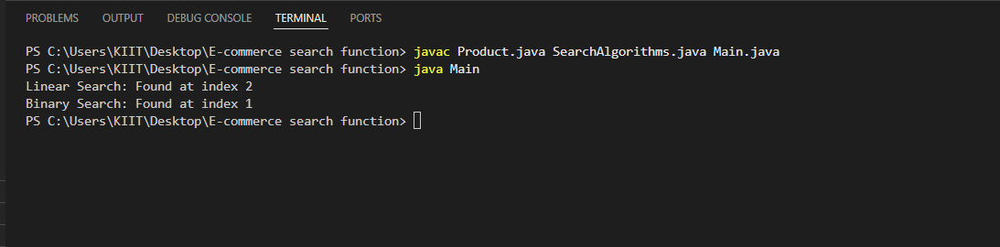 PROBLEMS OUTPUT DEBUG CONSOLE TERMINAL PORTS
PS C:\Users\KIIT\Desktop\E-commerce search function> javac Product.java SearchAlgorithms.java Main.java
PS C:\Users\KIIT\Desktop\E-commerce search function> java Main
Linear Search: Found at index 2
Binary Search: Found at index 1
PS C:\Users\KIIT\Desktop\E-commerce search function>